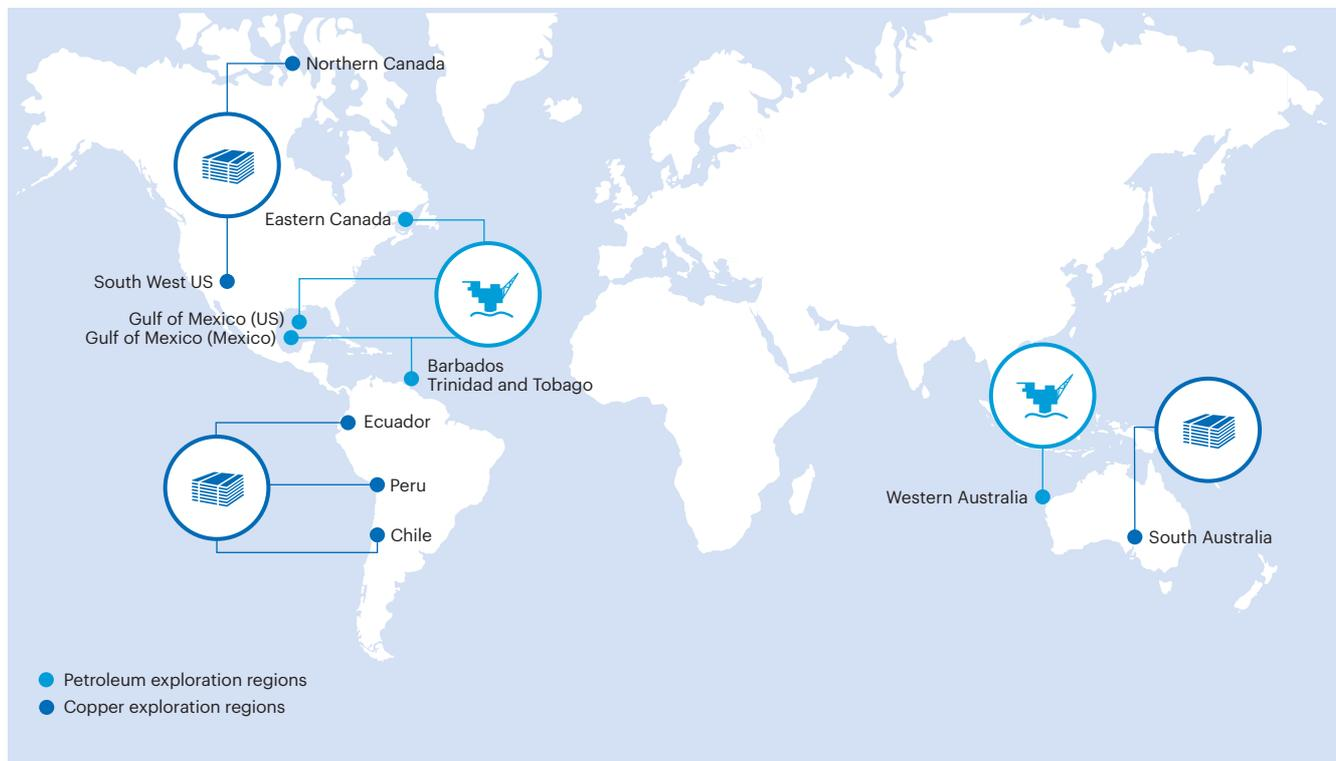 Northern Canada
Eastern Canada
South West US
Gulf of Mexico (US)
Gulf of Mexico (Mexico)
Barbados
Trinidad and Tobago
Ecuador
Peru
Chile
Western Australia
South Australia
Petroleum exploration regions
Copper exploration regions